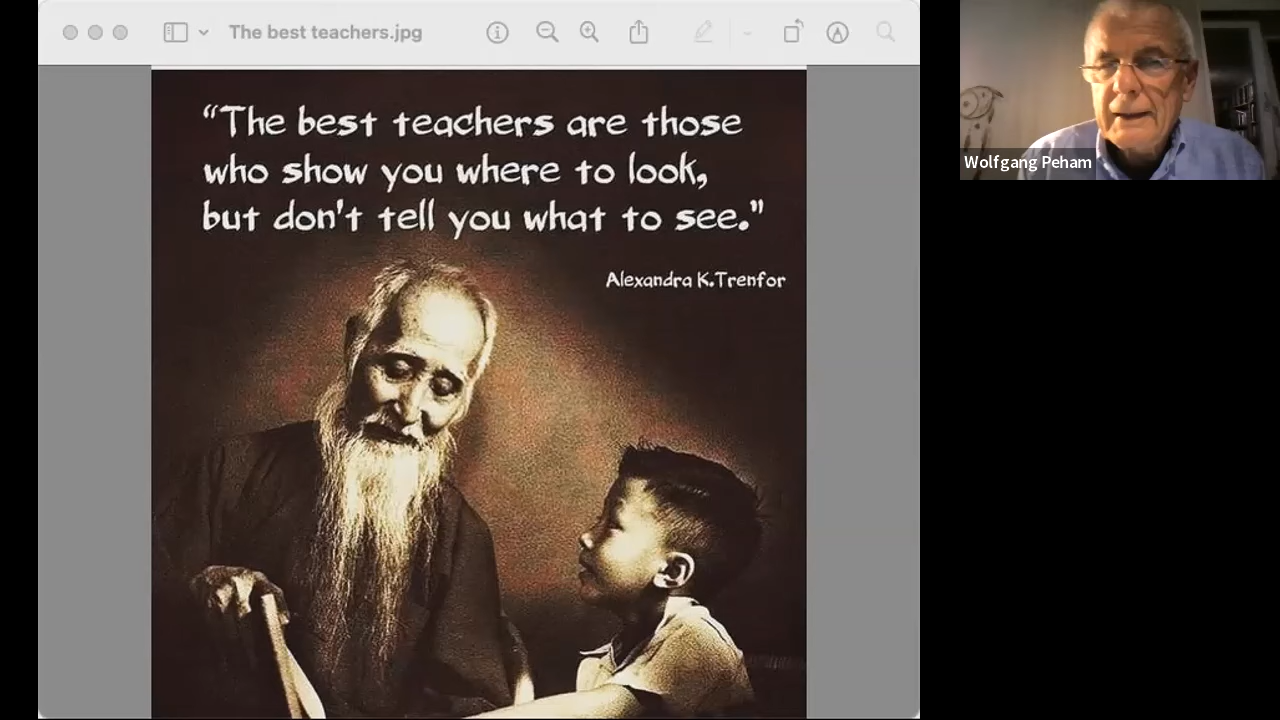 The best teachers.jpg
“The best teachers are those
who show you where to look,
but don't tell you what to see."
Alexandra K.Trenfor
Wolfgang Peham